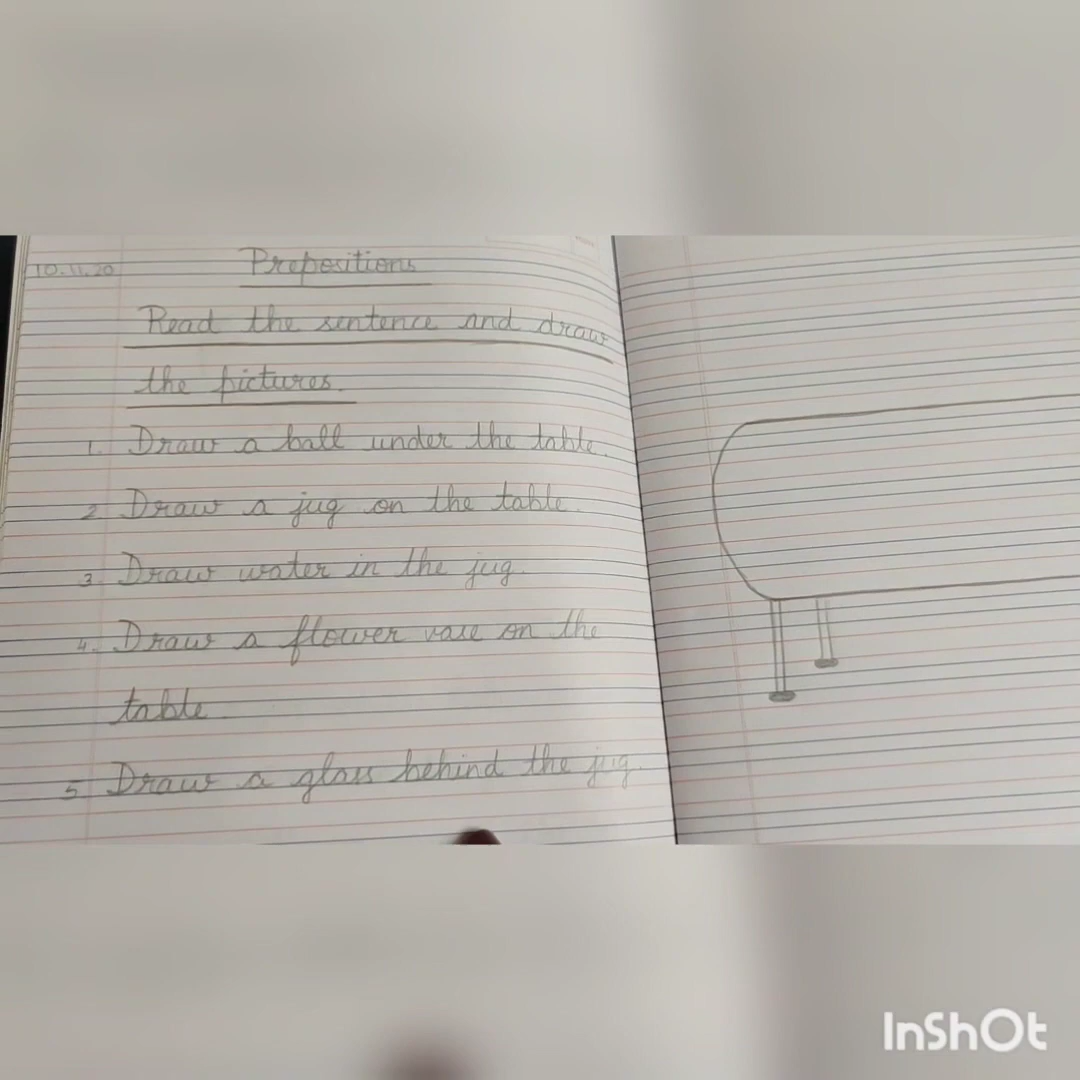 10.11.20
Prepositions
Read the sentence and draw
the pictures.
1. Draw a ball under the table.
2. Draw a jug on the table.
3. Draw water in the jug.
4. Draw a flower vase on the
table.
5. Draw a glass behind the jug.
InShOt